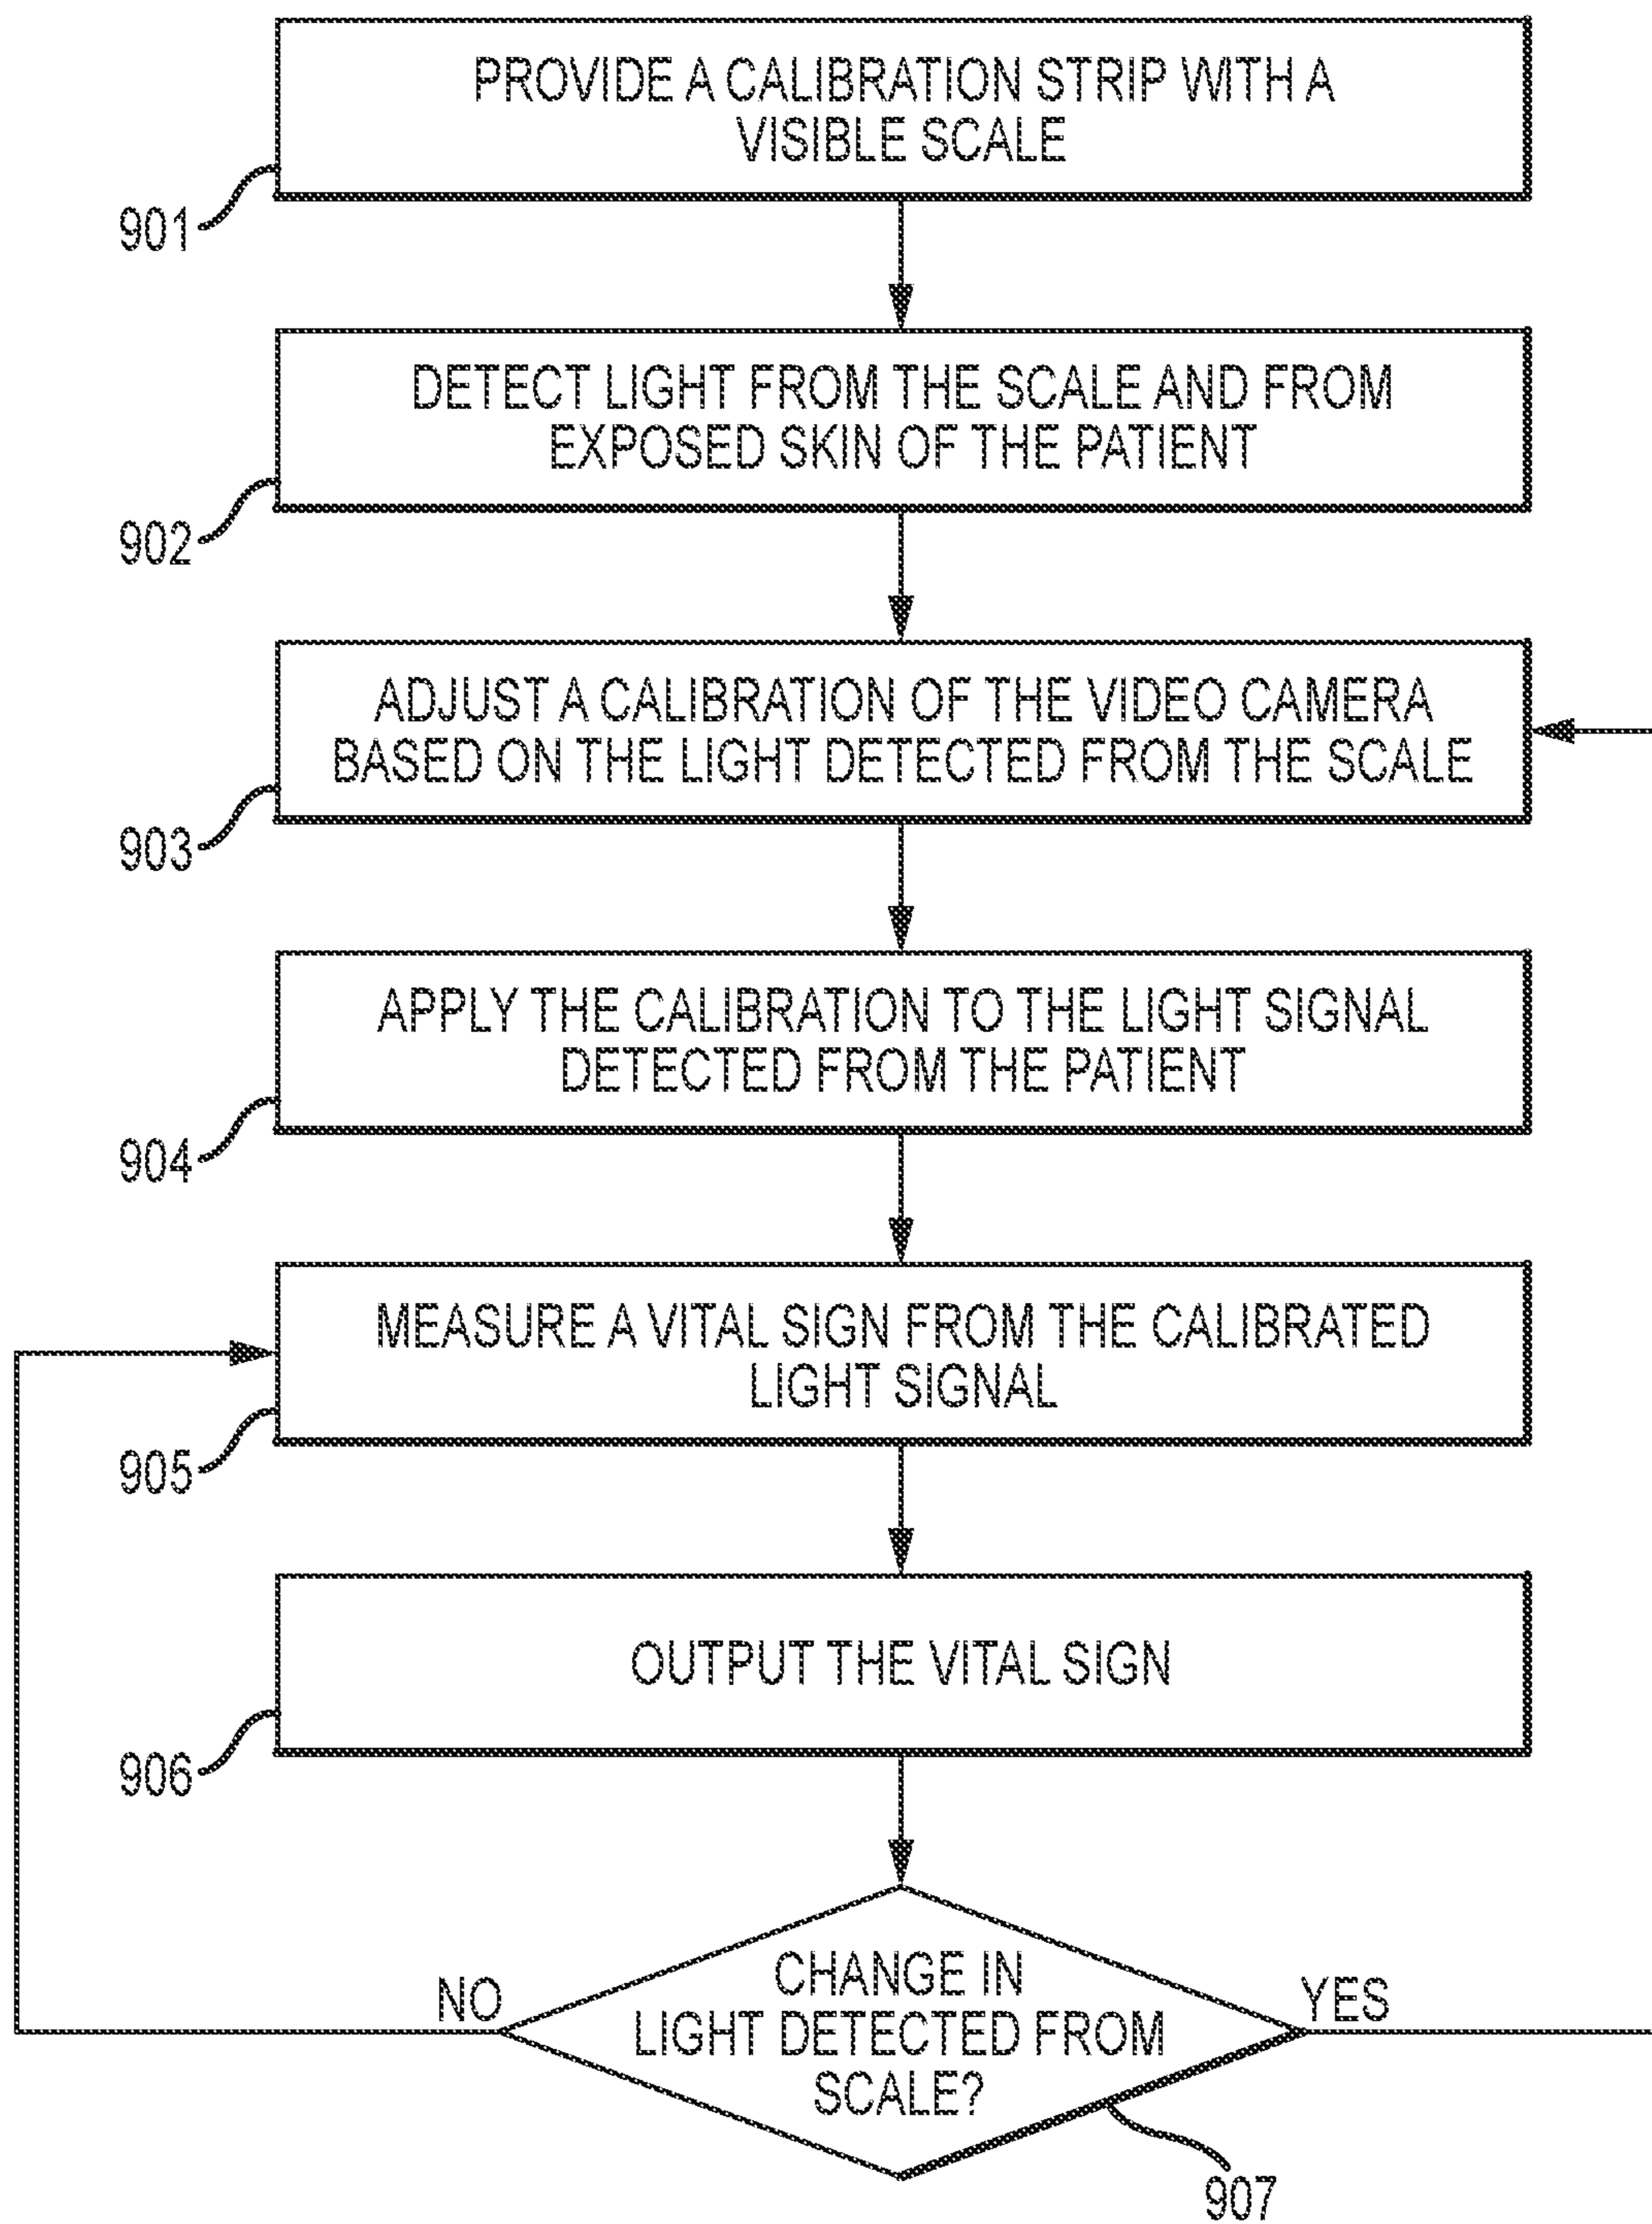 PROVIDE A CALIBRATION STRIP WITH A
VISIBLE SCALE
901
DETECT LIGHT FROM THE SCALE AND FROM
EXPOSED SKIN OF THE PATIENT
902
ADJUST A CALIBRATION OF THE VIDEO CAMERA
BASED ON THE LIGHT DETECTED FROM THE SCALE
903
APPLY THE CALIBRATION TO THE LIGHT SIGNAL
DETECTED FROM THE PATIENT
904
MEASURE A VITAL SIGN FROM THE CALIBRATED
LIGHT SIGNAL
905
OUTPUT THE VITAL SIGN
906
CHANGE IN
NO
YES
LIGHT DETECTED FROM
SCALE?
907